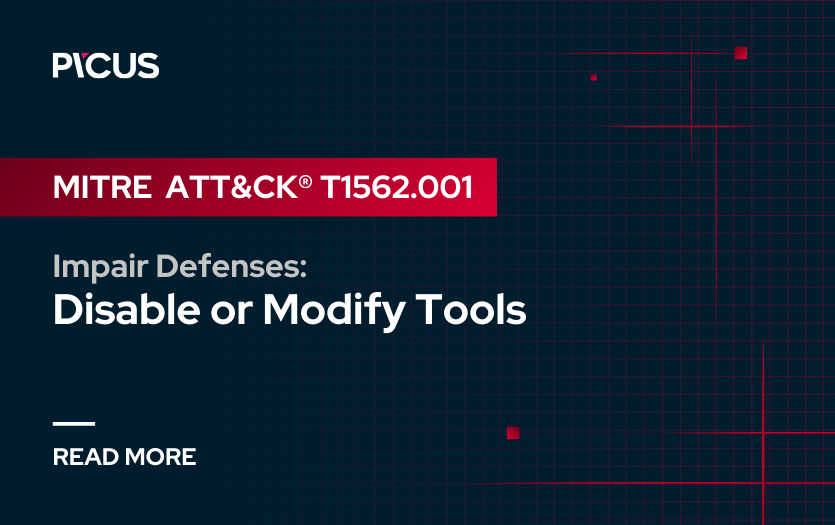 PICUS
MITRE ATT&CK® T1562.001
Impair Defenses:
Disable or Modify Tools
READ MORE